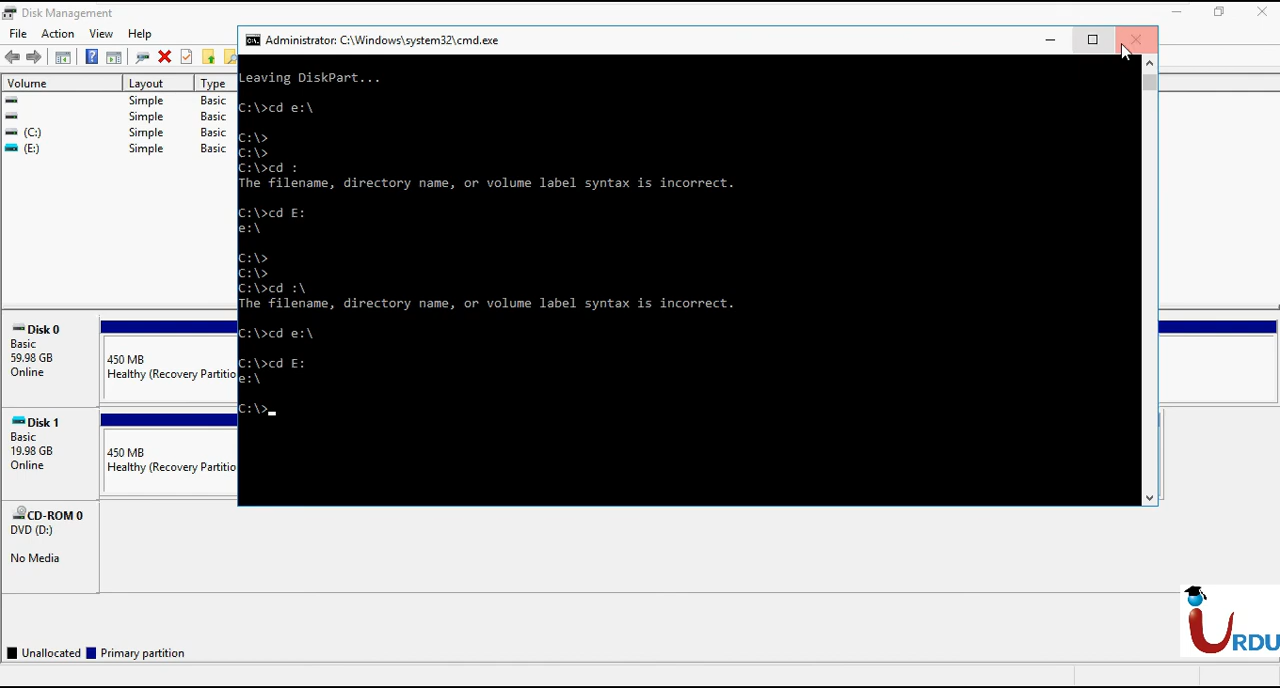 Disk Management
File Action View Help
Administrator: C:\Windows\system32\cmd.exe
Volume Layout Type
Simple Basic
Simple Basic
(C:) Simple Basic
(E:) Simple Basic
Leaving DiskPart...
C:\>cd e:\
C:\>
C:\>
C:\>cd :
The filename, directory name, or volume label syntax is incorrect.
C:\>cd E:
e:\
C:\>
C:\>
C:\>cd :\
The filename, directory name, or volume label syntax is incorrect.
C:\>cd e:\
C:\>cd E:
e:\
C:\>
Disk 0
Basic
59.98 GB
Online
450 MB
Healthy (Recovery Partitio
Disk 1
Basic
19.98 GB
Online
450 MB
Healthy (Recovery Partitio
CD-ROM 0
DVD (D:)
No Media
Unallocated Primary partition
iURDU